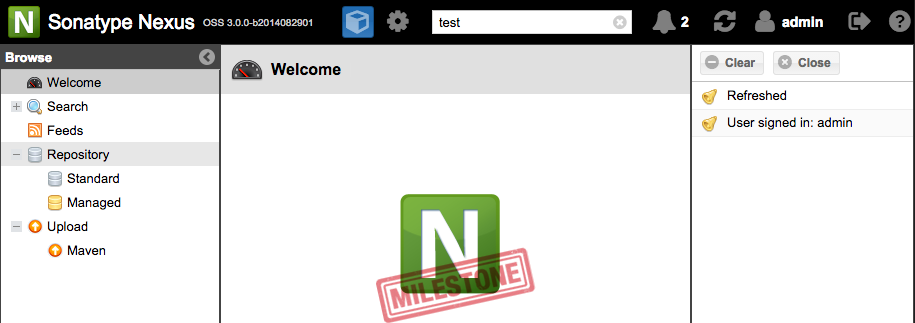 N Sonatype Nexus OSS 3.0.0-b2014082901 test 2 admin ?
Browse
Welcome
Search
Feeds
Repository
Standard
Managed
Upload
Maven
Welcome
N
MILESTONE
Clear Close
Refreshed
User signed in: admin